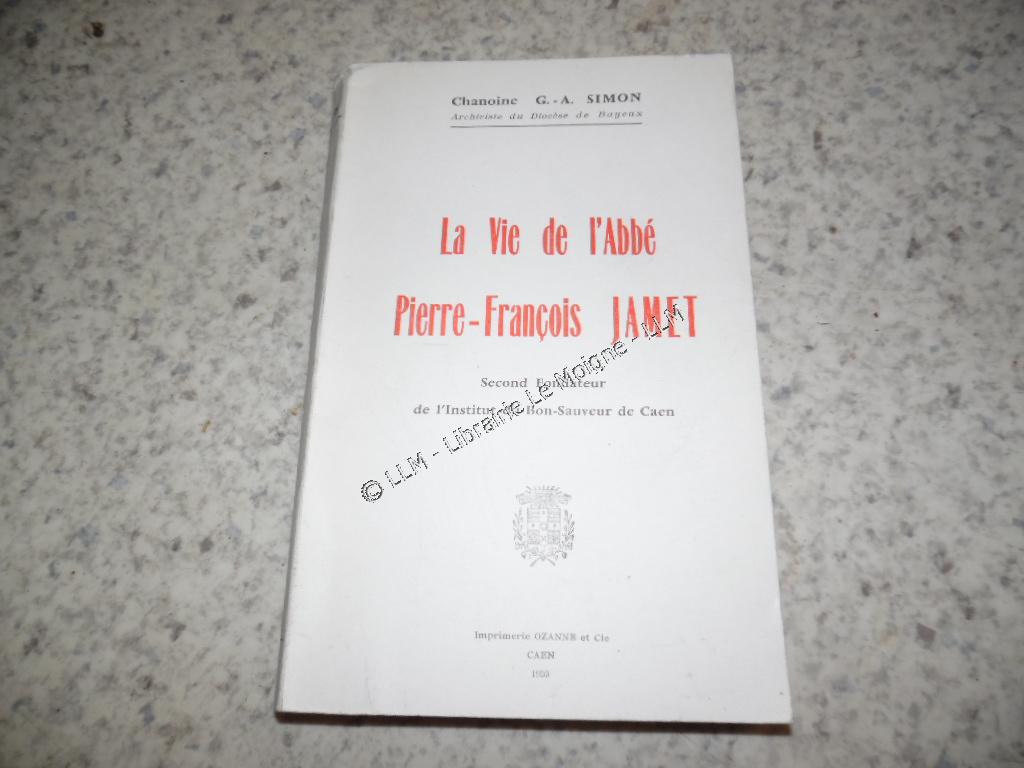 Chanoine G.-A. SIMON
Archiviste du Diocèse de Bayeux
La Vie de l'Abbé
Pierre-François JAMET
Second Fondateur
de l'Institut du Bon-Sauveur de Caen
© LLM - Librairie Le Moigne - LLM
Imprimerie OZANNE et Cie
CAEN